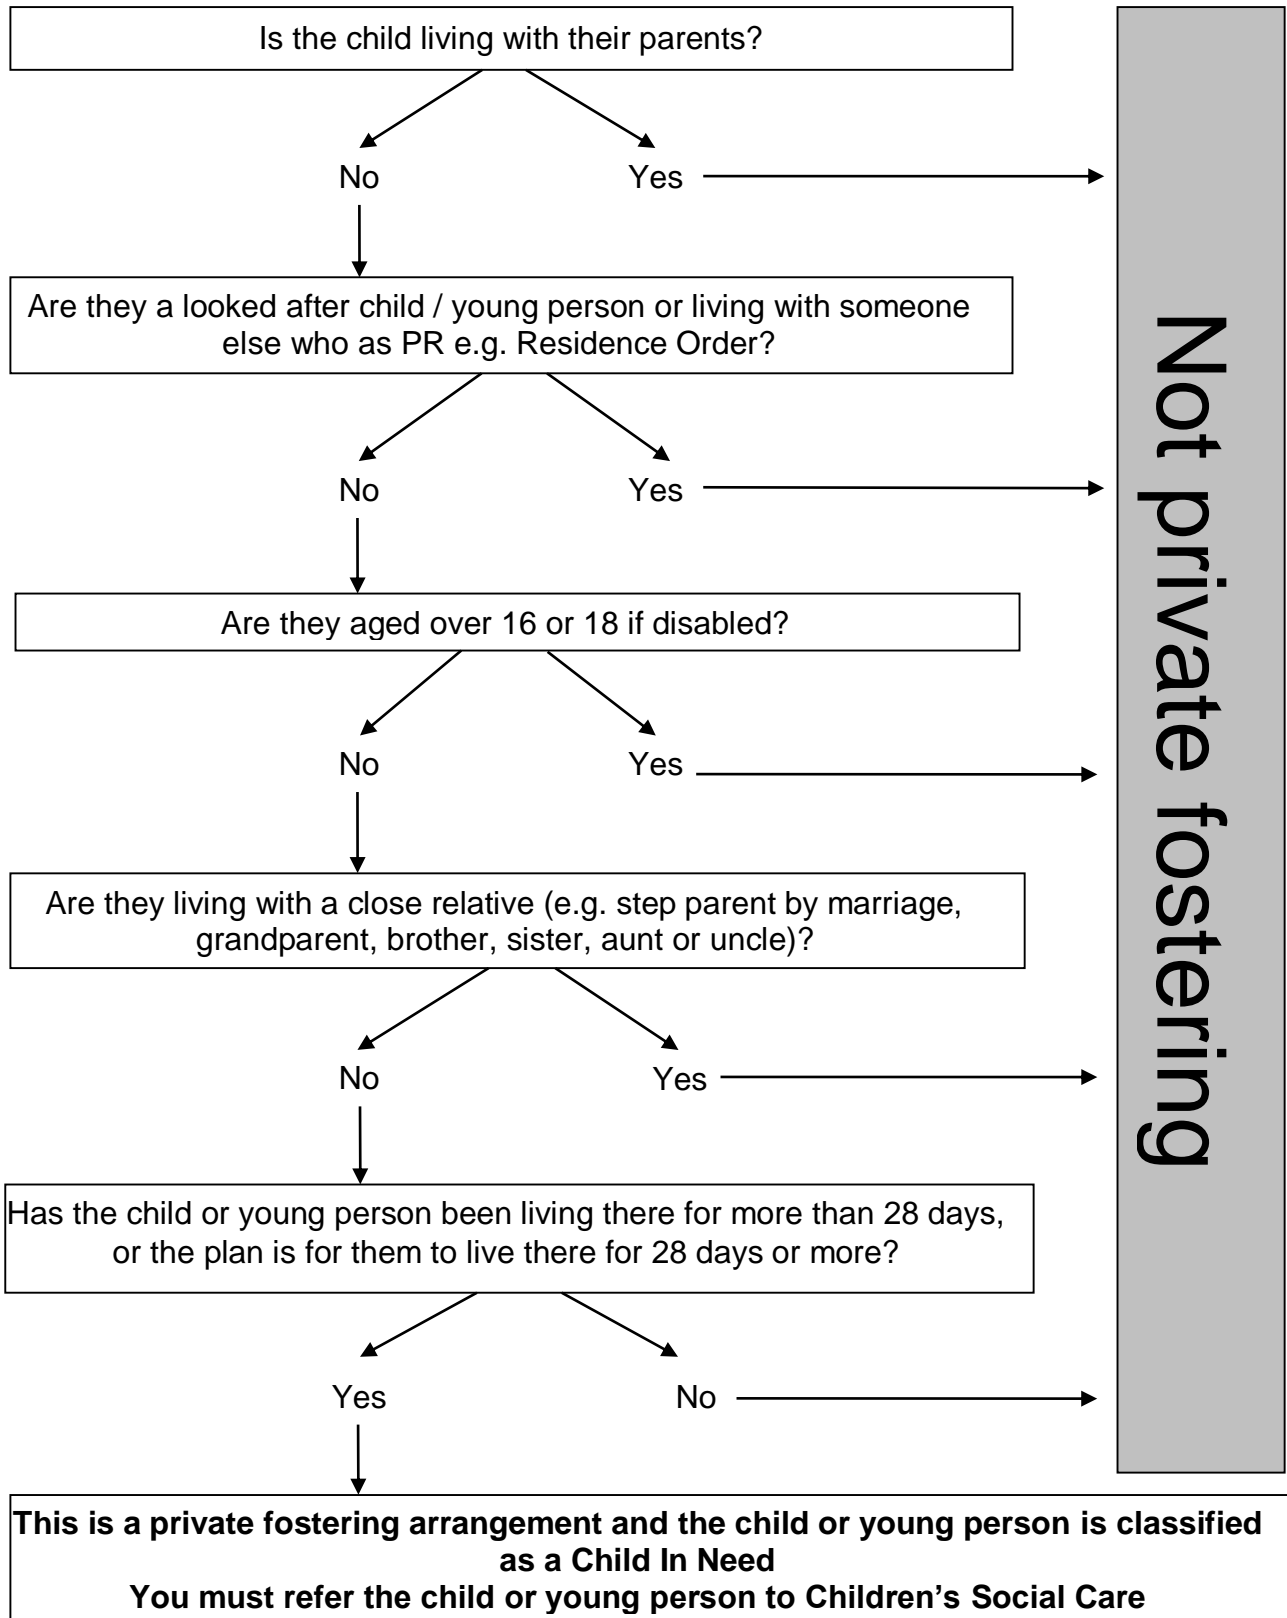 Is the child living with their parents?
No
Yes
Are they a looked after child / young person or living with someone
else who as PR e.g. Residence Order?
No
Yes
Are they aged over 16 or 18 if disabled?
No
Yes
Are they living with a close relative (e.g. step parent by marriage,
grandparent, brother, sister, aunt or uncle)?
No
Yes
Has the child or young person been living there for more than 28 days,
or the plan is for them to live there for 28 days or more?
Yes
No
Not private fostering
This is a private fostering arrangement and the child or young person is classified
as a Child In Need
You must refer the child or young person to Children’s Social Care